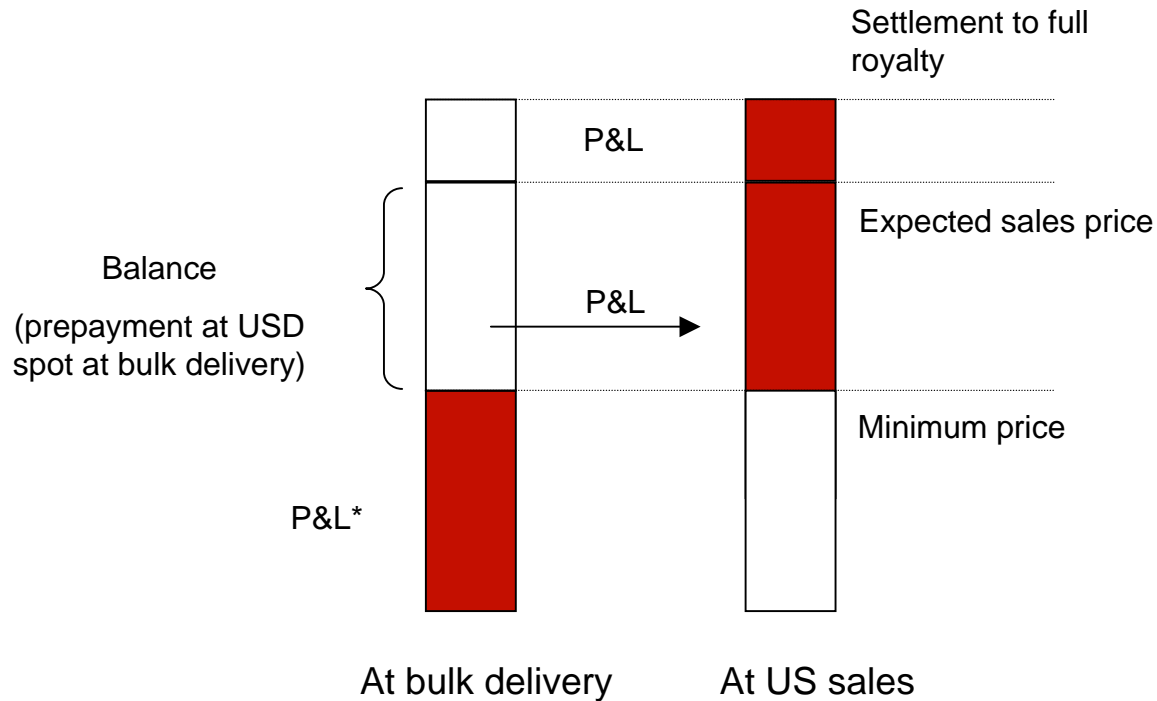 Settlement to full
royalty
P&L
Expected sales price
Balance
(prepayment at USD
spot at bulk delivery)
P&L
Minimum price
P&L*
At bulk delivery
At US sales